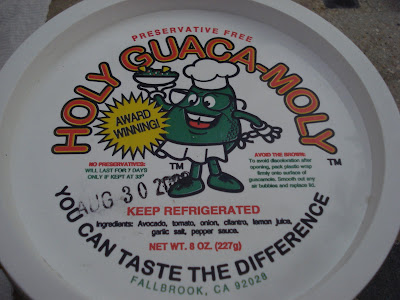 PRESERVATIVE FREE
HOLY GUACA-MOLY
TM
AWARD
WINNING!
NO PRESERVATIVES:
WILL LAST FOR 7 DAYS
ONLY IF KEPT AT 33°
TM
AVOID THE BROWN:
To avoid discoloration after
opening, pack plastic wrap
firmly onto surface of
guacamole. Smooth out any
air bubbles and replace lid.
AUG 30
KEEP REFRIGERATED
Ingredients: Avocado, tomato, onion, cilantro, lemon juice,
garlic salt, pepper sauce.
NET WT. 8 OZ. (227g)
YOU CAN TASTE THE DIFFERENCE
FALLBROOK, CA 92028